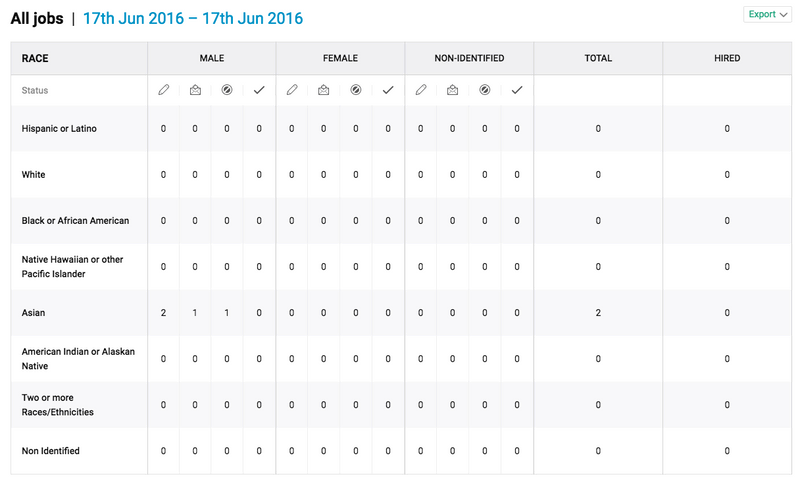 All jobs | 17th Jun 2016 – 17th Jun 2016
Export
RACE MALE FEMALE NON-IDENTIFIED TOTAL HIRED
Status
Hispanic or Latino 0 0 0 0 0 0 0 0 0 0 0 0 0 0
White 0 0 0 0 0 0 0 0 0 0 0 0 0 0
Black or African American 0 0 0 0 0 0 0 0 0 0 0 0 0 0
Native Hawaiian or other
Pacific Islander 0 0 0 0 0 0 0 0 0 0 0 0 0 0
Asian 2 1 1 0 0 0 0 0 0 0 0 0 2 0
American Indian or Alaskan
Native 0 0 0 0 0 0 0 0 0 0 0 0 0 0
Two or more
Races/Ethnicities 0 0 0 0 0 0 0 0 0 0 0 0 0 0
Non Identified 0 0 0 0 0 0 0 0 0 0 0 0 0 0